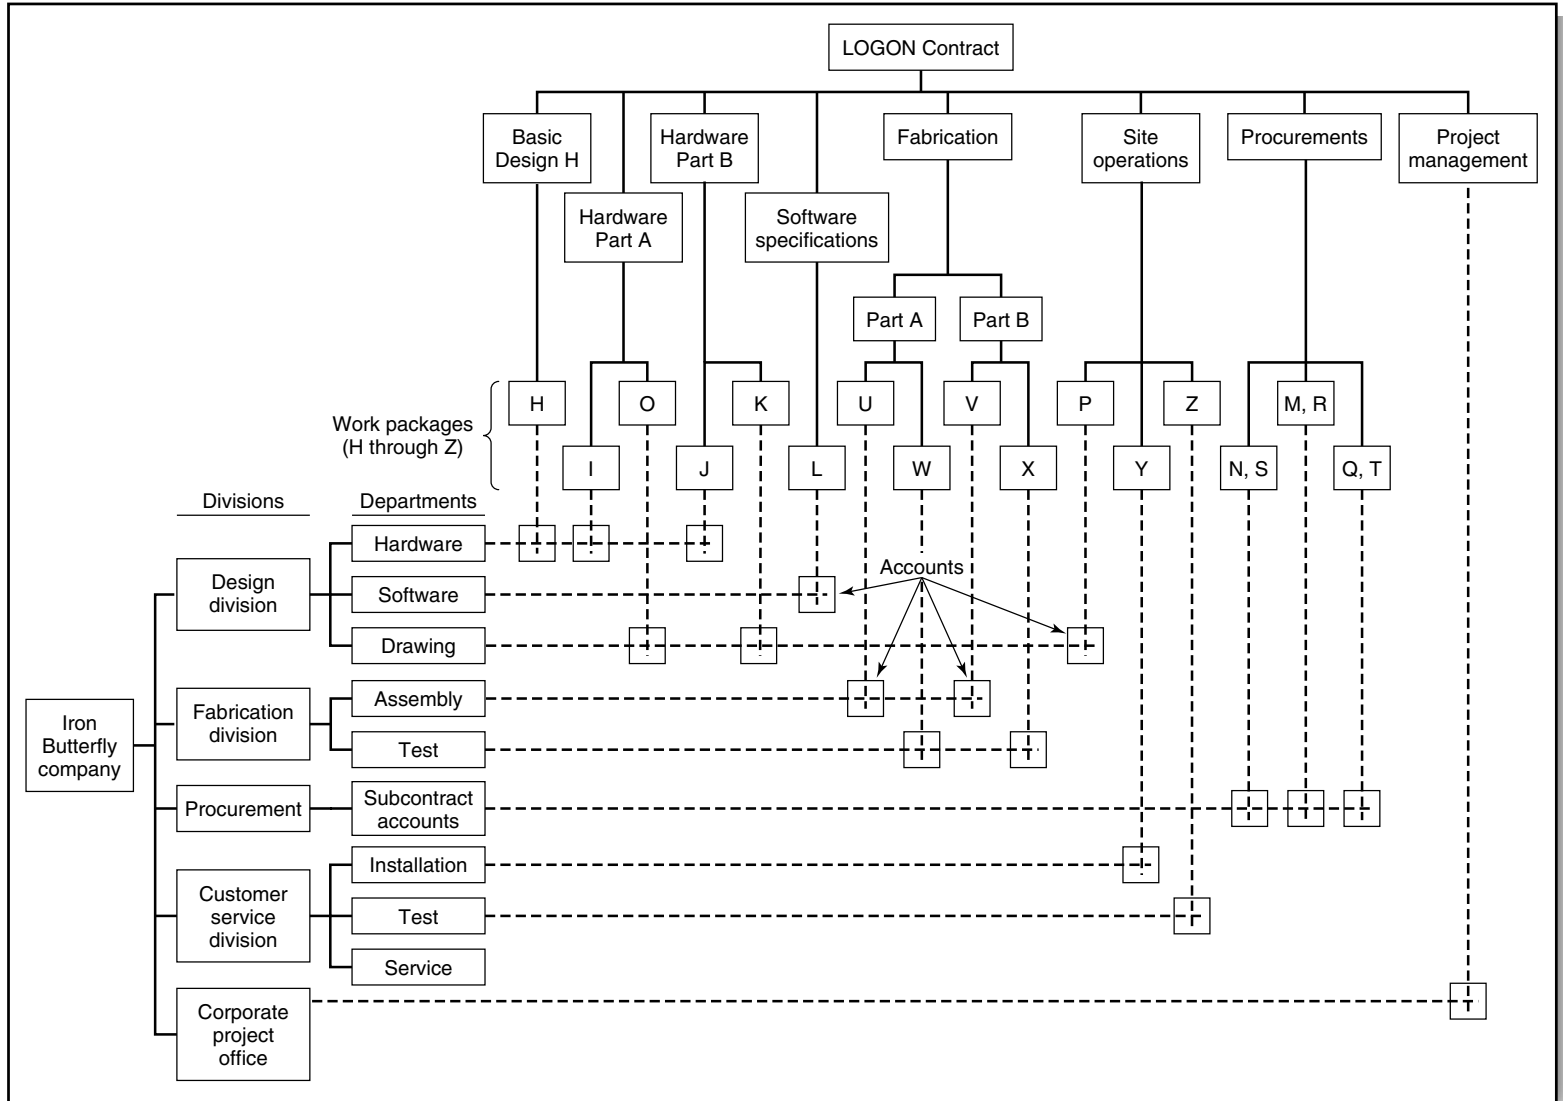 LOGON Contract
Basic
Design H
Hardware
Part B
Fabrication
Site
operations
Procurements
Project
management
Hardware
Part A
Software
specifications
Part A
Part B
Work packages
(H through Z)
H
O
K
U
V
P
Z
M, R
I
J
L
W
X
Y
N, S
Q, T
Divisions
Departments
Hardware
Design
division
Software
Accounts
Drawing
Iron
Butterfly
company
Fabrication
division
Assembly
Test
Procurement
Subcontract
accounts
Customer
service
division
Installation
Test
Service
Corporate
project
office